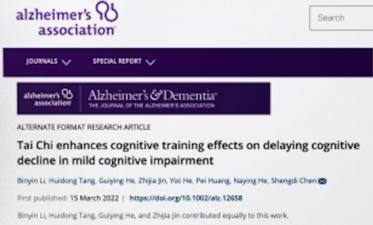 alzheimer's
association
Search
JOURNALS
SPECIAL REPORT
alzheimer's
association
Alzheimer's & Dementia
THE JOURNAL OF THE ALZHEIMER'S ASSOCIATION
ALTERNATE FORMAT RESEARCH ARTICLE
Tai Chi enhances cognitive training effects on delaying cognitive
decline in mild cognitive impairment
Binyin Li, Huidong Tang, Guiying He, Zhijia Jin, Yixi He, Pei Huang, Naying He, Shengdi Chen
First published: 15 March 2022 | https://doi.org/10.1002/alz.12658
Binyin Li, Huidong Tang, Guiying He, and Zhijia Jin contributed equally to this work.